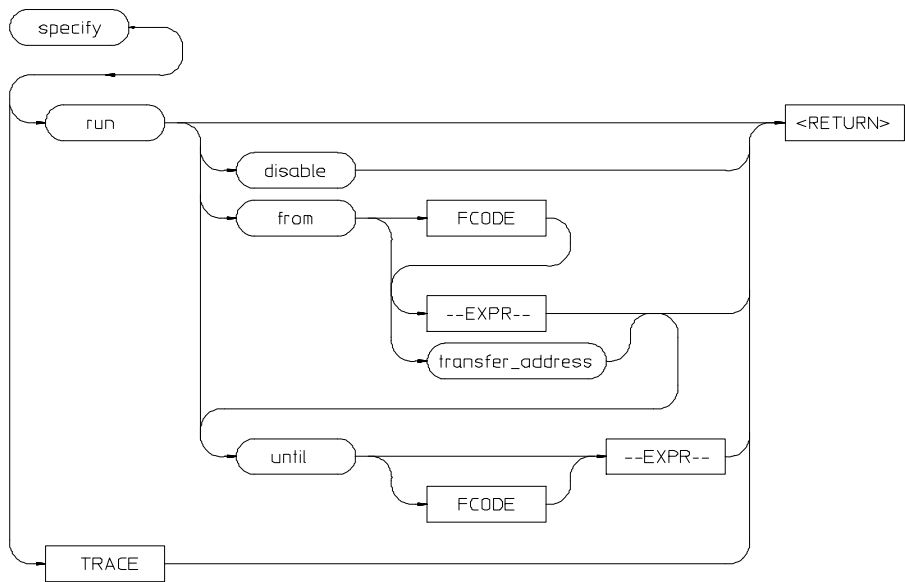 specify
run
<RETURN>
disable
from
FCODE
--EXPR--
transfer_address
until
--EXPR--
FCODE
TRACE